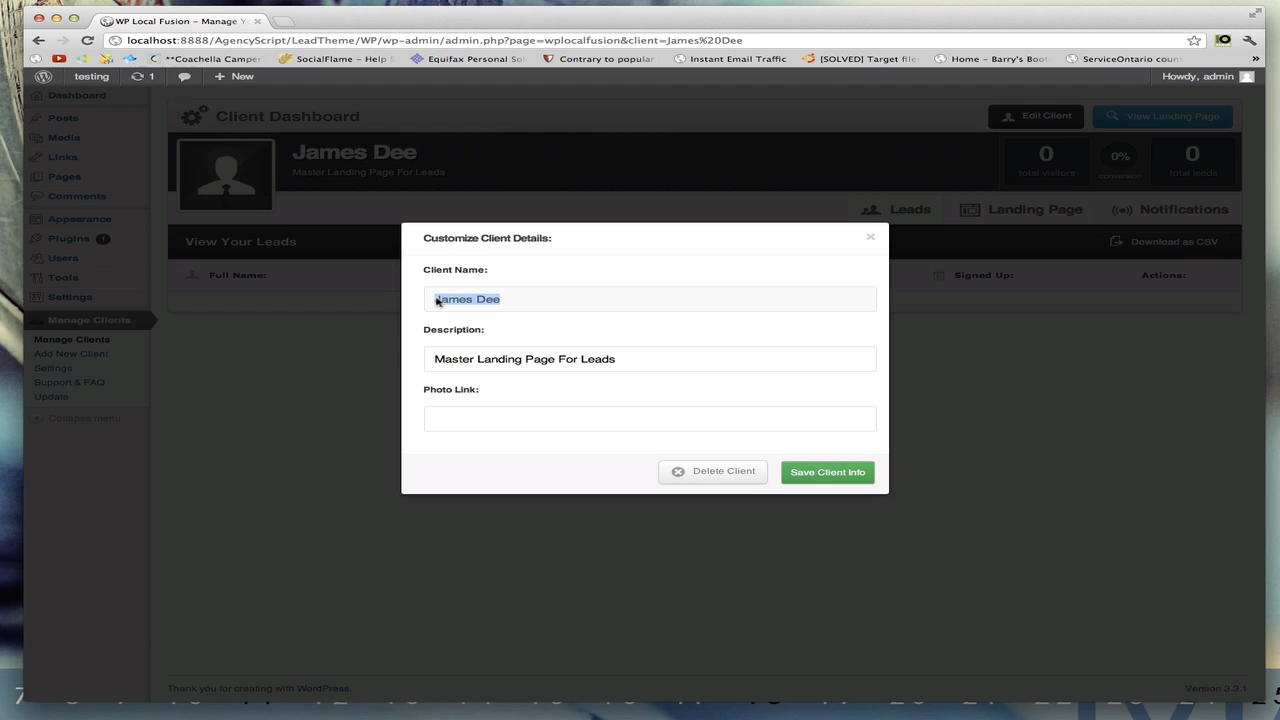 WP Local Fusion – Manage Y
localhost:8888/AgencyScript/LeadTheme/WP/wp-admin/admin.php?page=wplocalfusion&client=James%20Dee
**Coachella Camper
SocialFlame – Help S
Equifax Personal Sol
Contrary to popular
Instant Email Traffic
[SOLVED] Target file
Home – Barry's Boot
ServiceOntario coun
»
testing
1
+ New
Howdy, admin
Dashboard
Posts
Media
Links
Pages
Comments
Appearance
Plugins 1
Users
Tools
Settings
Manage Clients
Manage Clients
Add New Client
Settings
Support & FAQ
Update
Collapse menu
Client Dashboard
Edit Client
View Landing Page
James Dee
Master Landing Page For Leads
0
total visitors
0%
conversion
0
total leads
Leads
Landing Page
Notifications
View Your Leads
Download as CSV
Full Name:
Signed Up:
Actions:
Customize Client Details:
×
Client Name:
James Dee
Description:
Master Landing Page For Leads
Photo Link:
Delete Client
Save Client Info
Thank you for creating with WordPress.
Version 3.3.1